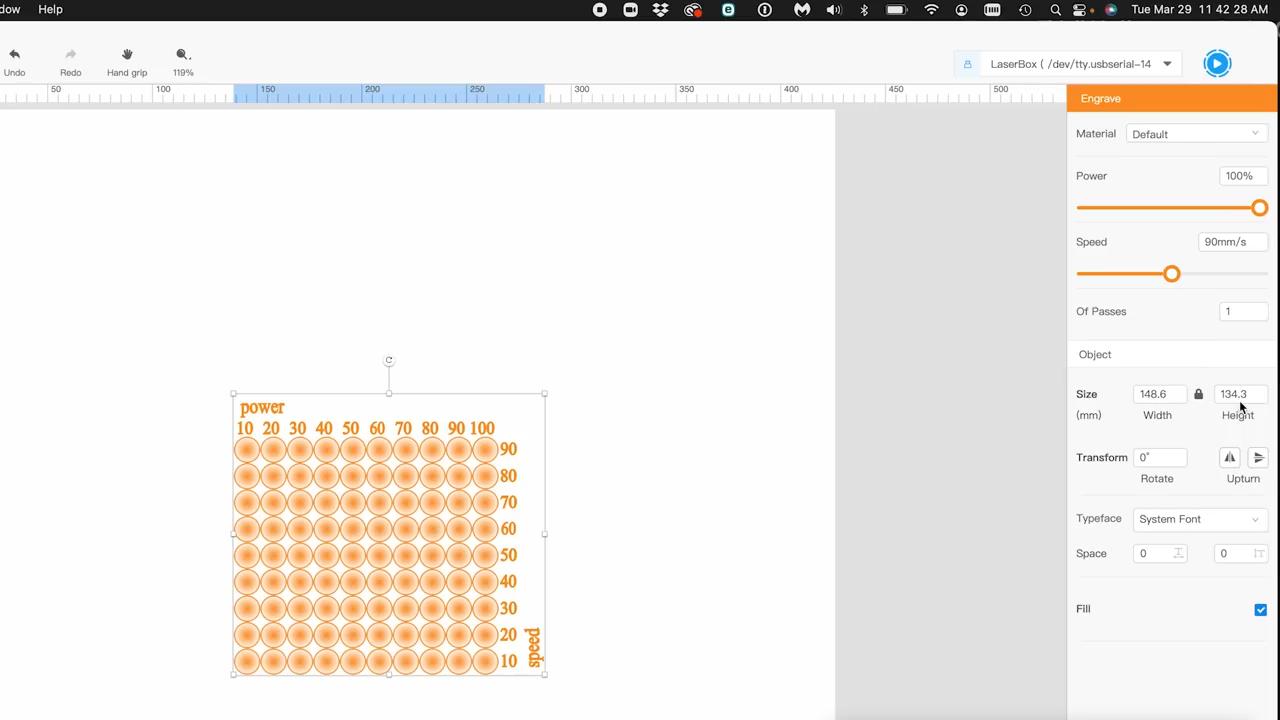 dow Help Tue Mar 29 11 42 28 AM
Undo Redo Hand grip 119% LaserBox ( /dev/tty.usbserial-14
50 100 150 200 250 300 350 400 450 500
Engrave
Material Default
Power 100%
Speed 90mm/s
Of Passes 1
Object
Size 148.6 134.3
(mm) Width Height
Transform 0°
Rotate Upturn
Typeface System Font
Space 0 0
Fill
power
10 20 30 40 50 60 70 80 90 100
90
80
70
60
50
40
30
20
10
speed